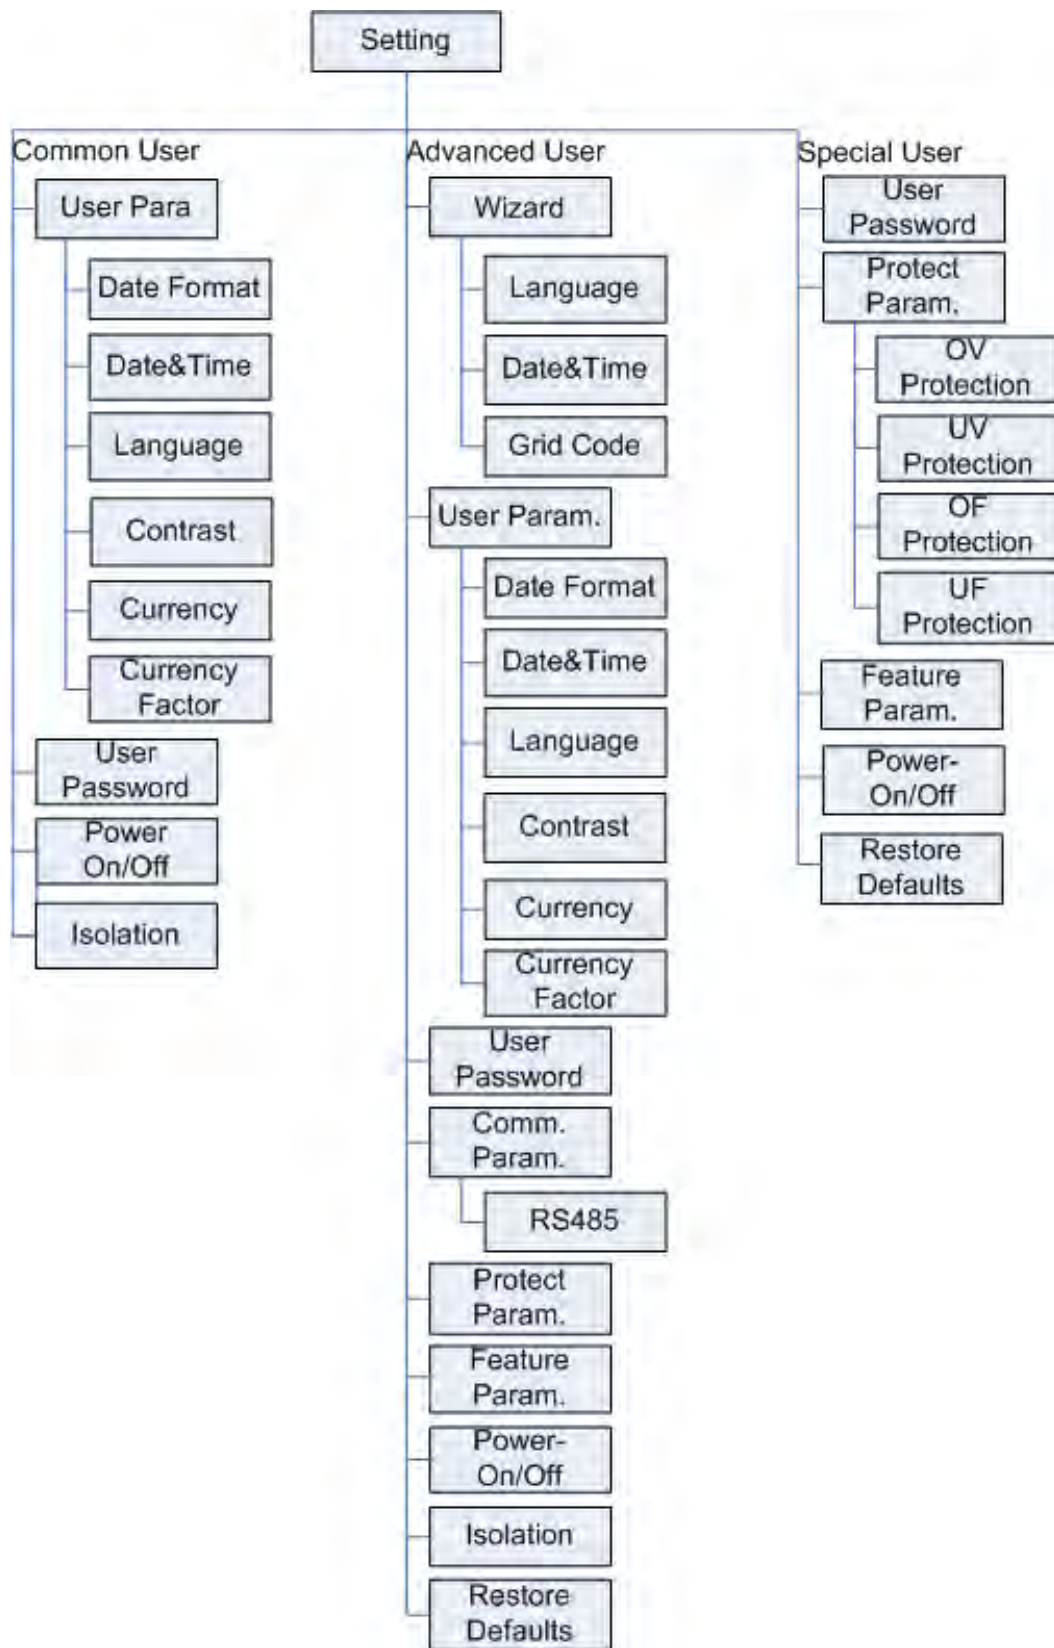 Setting
Common User
User Para
Date Format
Date&Time
Language
Contrast
Currency
Currency
Factor
User
Password
Power
On/Off
Isolation
Advanced User
Wizard
Language
Date&Time
Grid Code
User Param.
Date Format
Date&Time
Language
Contrast
Currency
Currency
Factor
User
Password
Comm.
Param.
RS485
Protect
Param.
Feature
Param.
Power-
On/Off
Isolation
Restore
Defaults
Special User
User
Password
Protect
Param.
OV
Protection
UV
Protection
OF
Protection
UF
Protection
Feature
Param.
Power-
On/Off
Restore
Defaults